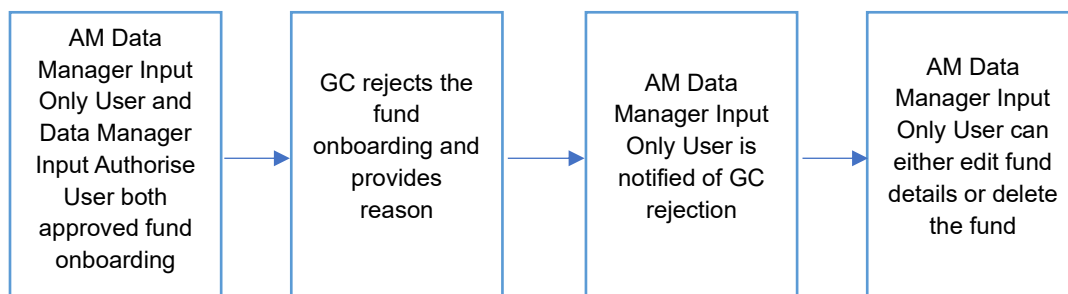 AM Data
Manager Input
Only User and
Data Manager
Input Authorise
User both
approved fund
onboarding
GC rejects the
fund
onboarding and
provides
reason
AM Data
Manager Input
Only User is
notified of GC
rejection
AM Data
Manager Input
Only User can
either edit fund
details or delete
the fund